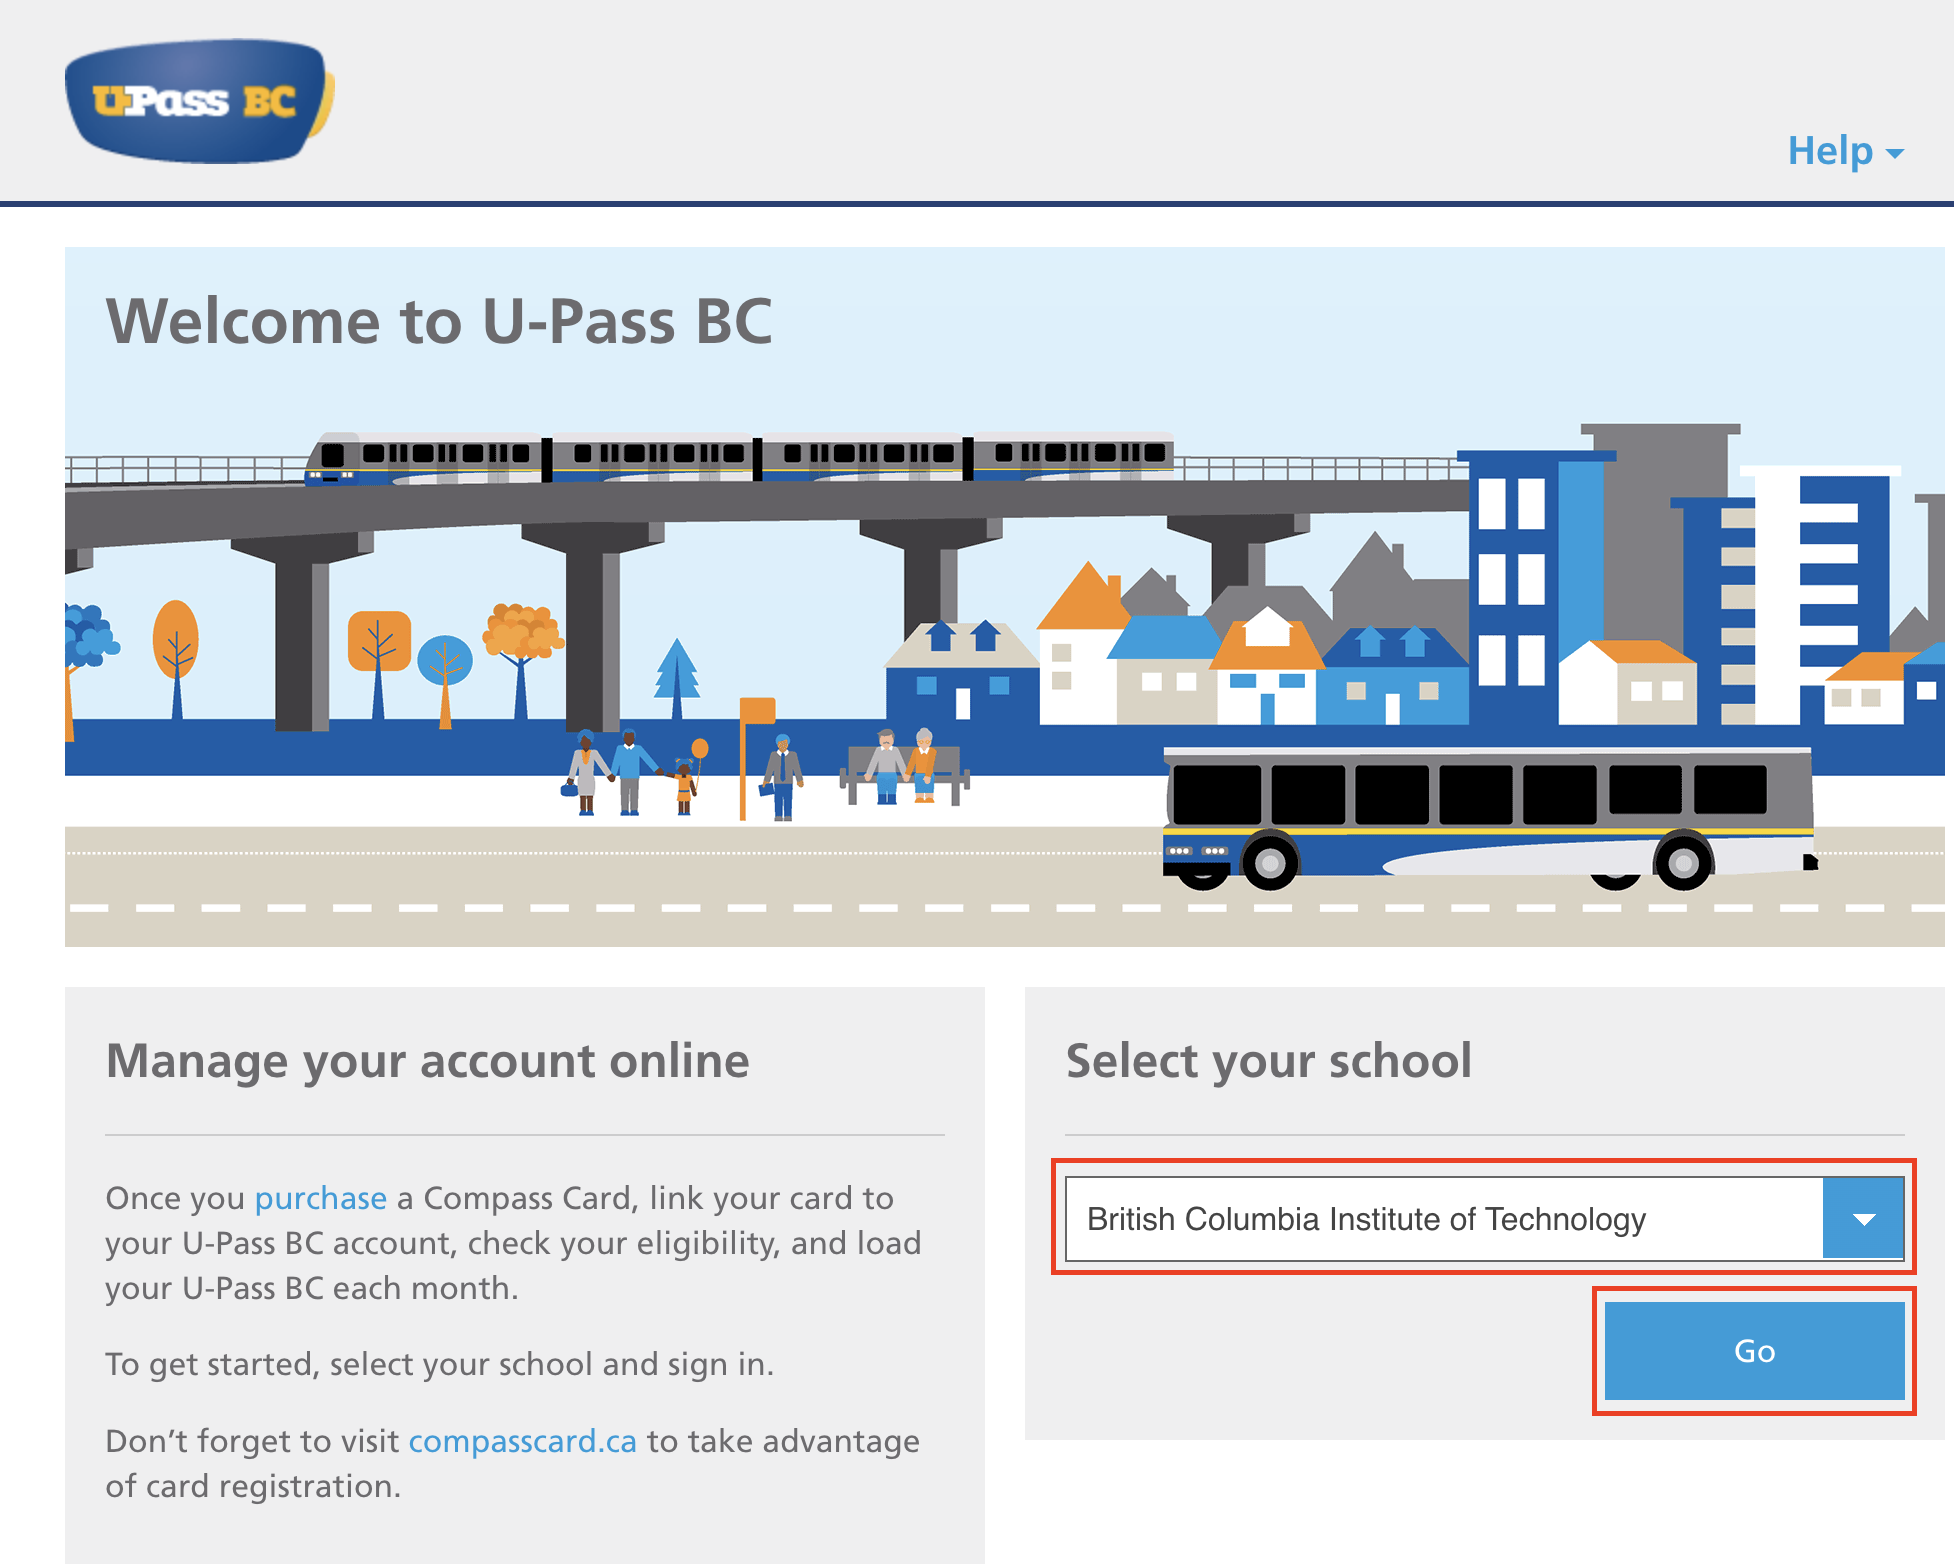 U-Pass BC
Help
Welcome to U-Pass BC
Manage your account online
Once you purchase a Compass Card, link your card to
your U-Pass BC account, check your eligibility, and load
your U-Pass BC each month.
To get started, select your school and sign in.
Don’t forget to visit compasscard.ca to take advantage
of card registration.
Select your school
British Columbia Institute of Technology
Go